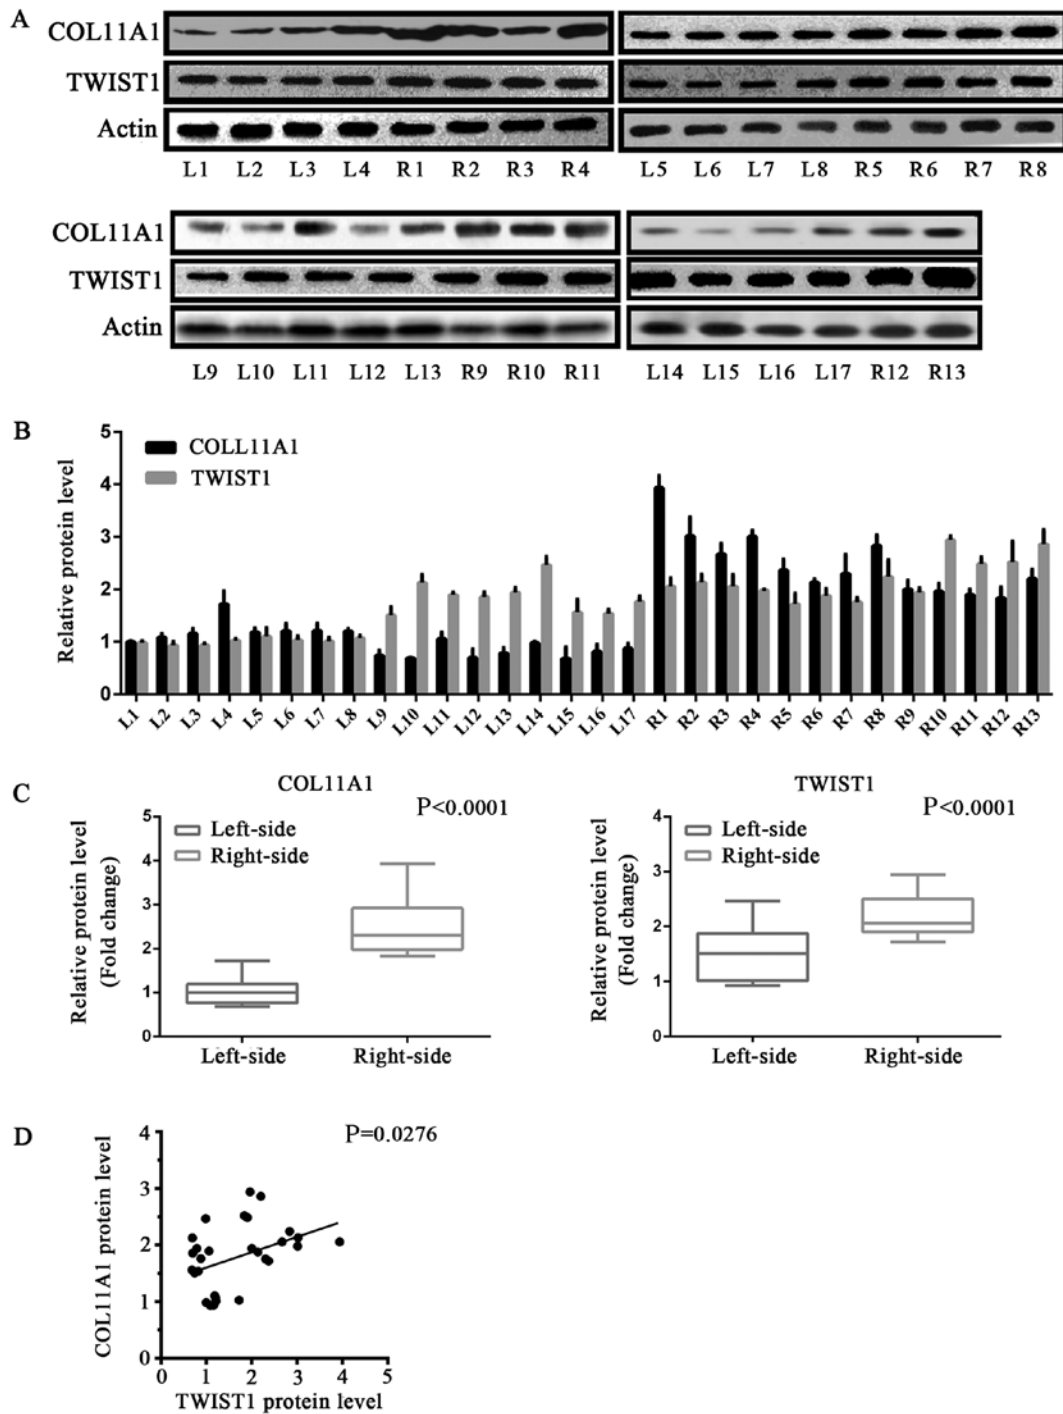 A
COL11A1
TWIST1
Actin
L1 L2 L3 L4 R1 R2 R3 R4 L5 L6 L7 L8 R5 R6 R7 R8
COL11A1
TWIST1
Actin
L9 L10 L11 L12 L13 R9 R10 R11 L14 L15 L16 L17 R12 R13
B
Relative protein level
5
4
3
2
1
0
COLL11A1
TWIST1
L1 L2 L3 L4 L5 L6 L7 L8 L9 L10 L11 L12 L13 L14 L15 L16 L17 R1 R2 R3 R4 R5 R6 R7 R8 R9 R10 R11 R12 R13
C
COL11A1
P<0.0001
Left-side
Right-side
Relative protein level
(Fold change)
5
4
3
2
1
0
Left-side Right-side
TWIST1
P<0.0001
Left-side
Right-side
Relative protein level
(Fold change)
4
3
2
1
0
Left-side Right-side
D
P=0.0276
COL11A1 protein level
4
3
2
1
0
0 1 2 3 4 5
TWIST1 protein level